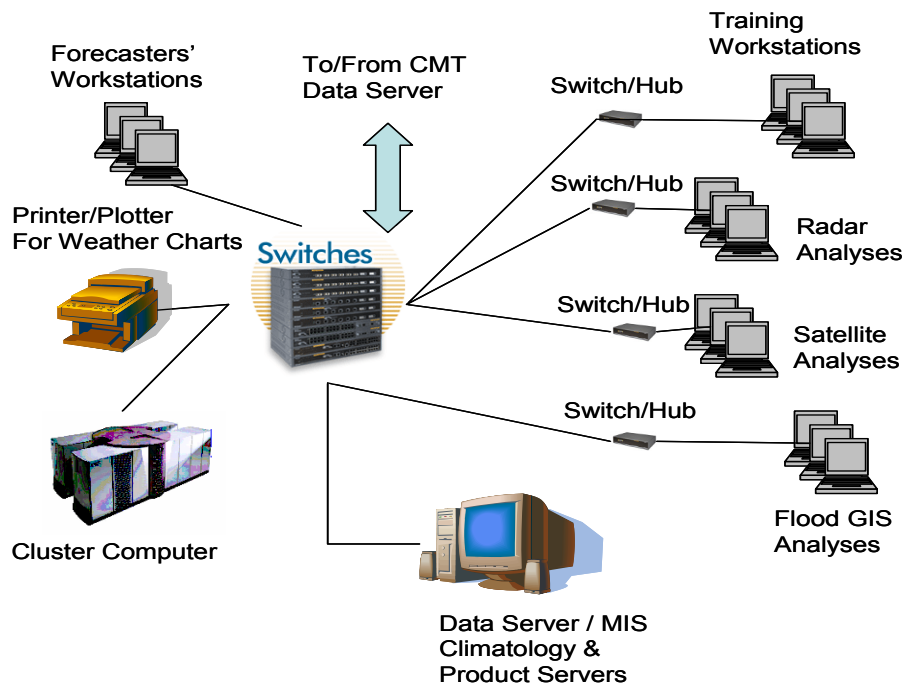 Forecasters'
Workstations
To/From CMT
Data Server
Training
Workstations
Switch/Hub
Printer/Plotter
For Weather Charts
Switches
Switch/Hub
Radar
Analyses
Switch/Hub
Satellite
Analyses
Switch/Hub
Flood GIS
Analyses
Cluster Computer
Data Server / MIS
Climatology &
Product Servers